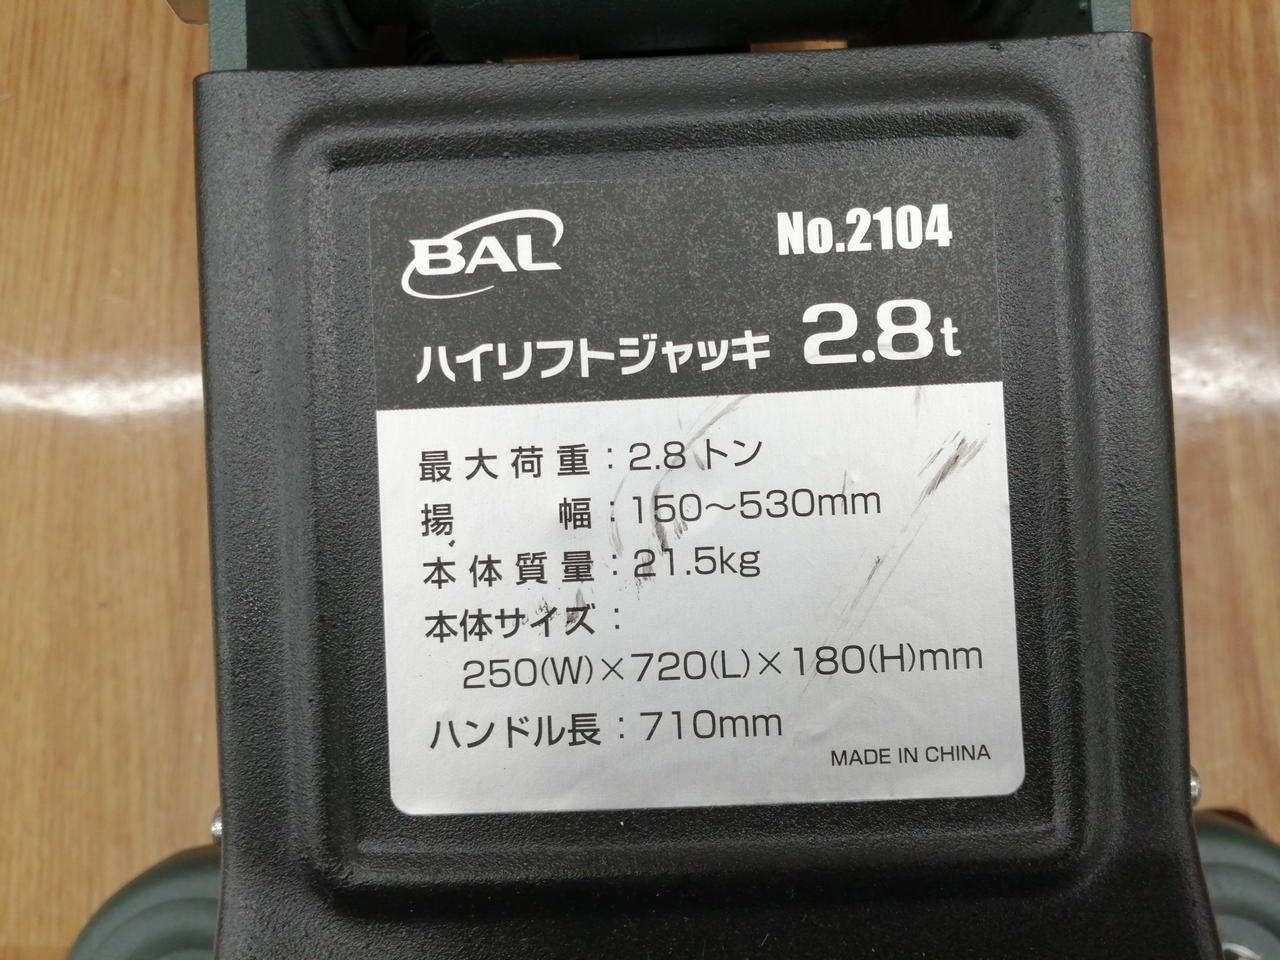 BAL
No.2104
ハイリフトジャッキ 2.8t
最大荷重：2.8トン
揚幅：150～530mm
本体質量：21.5kg
本体サイズ：
250(W)×720(L)×180(H)mm
ハンドル長：710mm
MADE IN CHINA